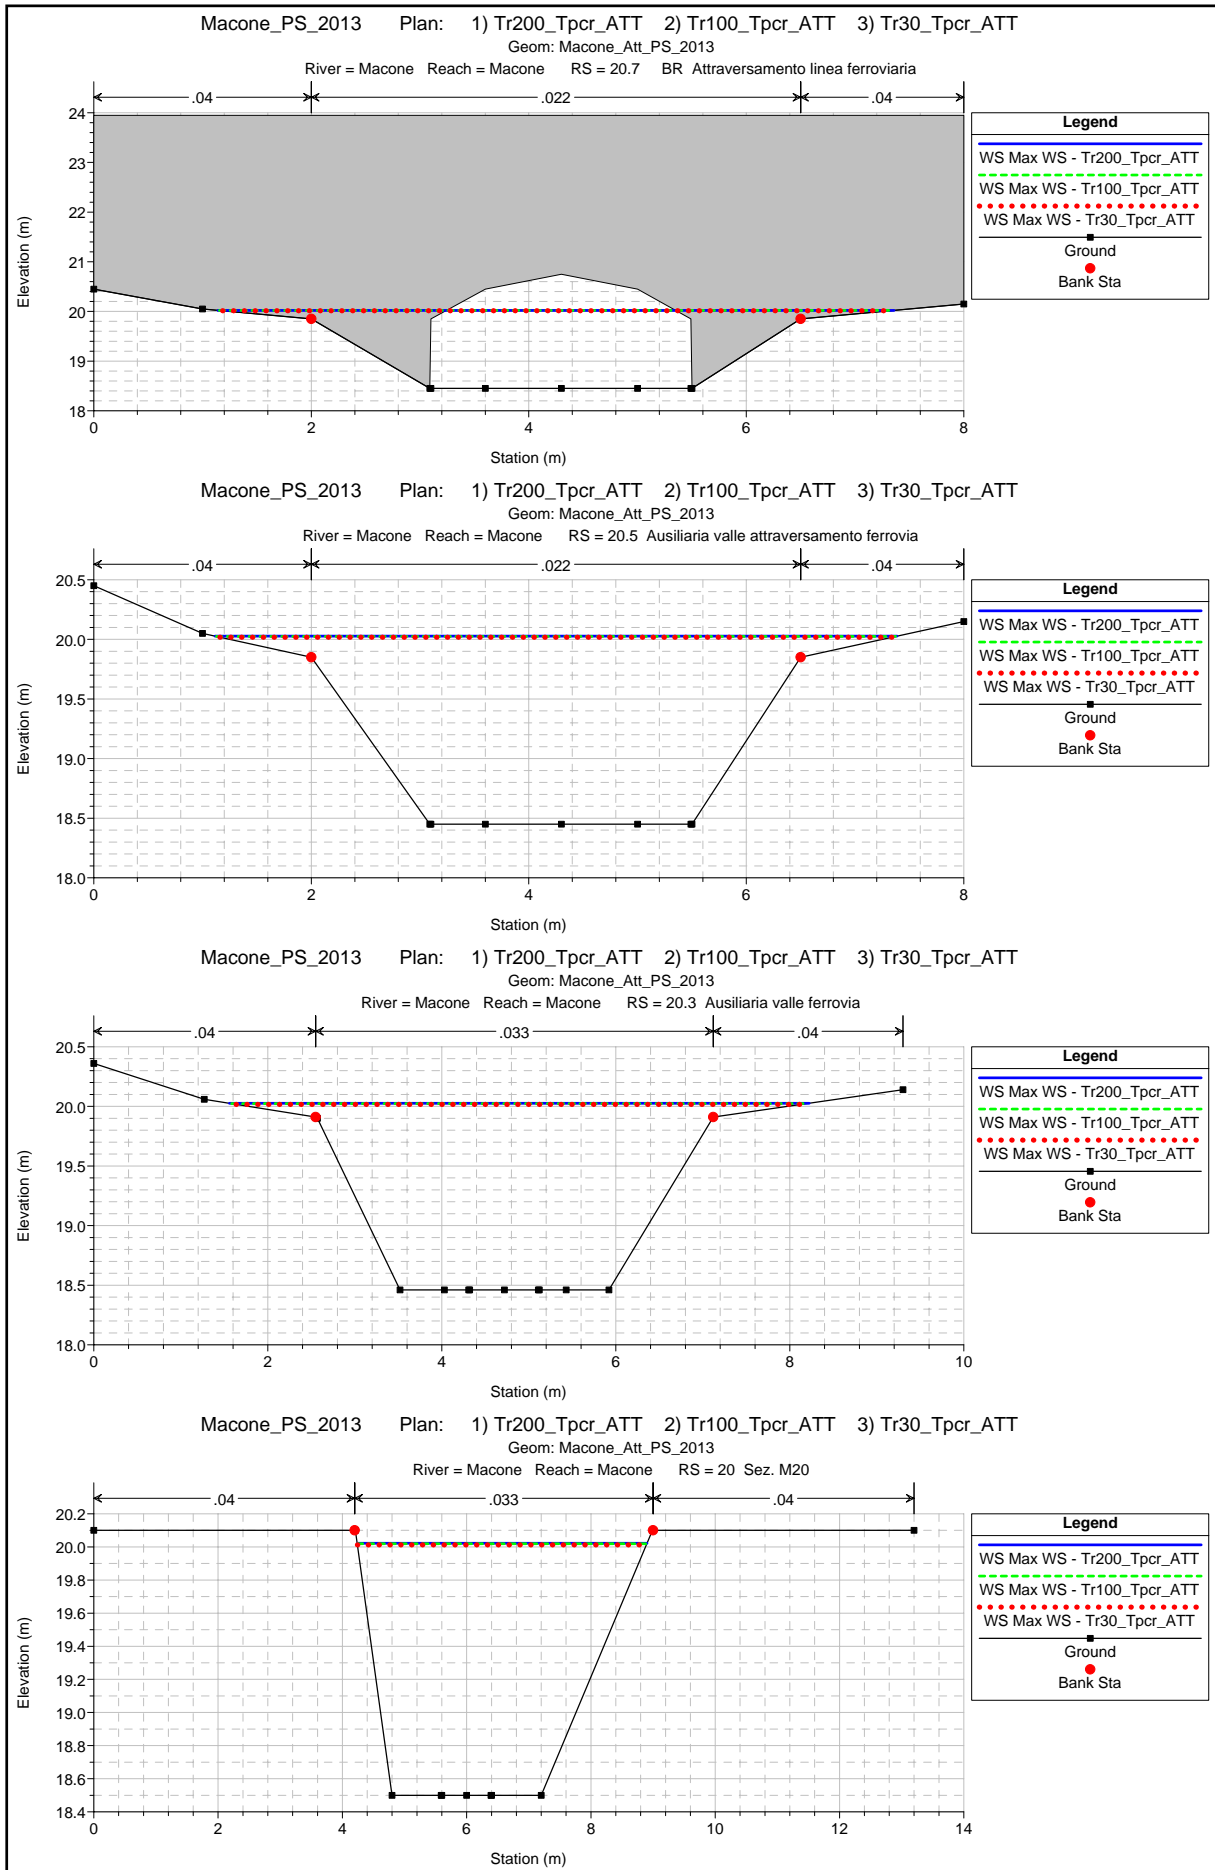 Macone_PS_2013 Plan: 1) Tr200_Tpcr_ATT 2) Tr100_Tpcr_ATT 3) Tr30_Tpcr_ATT
Geom: Macone_Att_PS_2013
River = Macone Reach = Macone RS = 20.7 BR Attraversamento linea ferroviaria
.04 .022 .04
24
23
22
21
20
19
18
Elevation (m)
0 2 4 6 8
Station (m)
Legend
WS Max WS - Tr200_Tpcr_ATT
WS Max WS - Tr100_Tpcr_ATT
WS Max WS - Tr30_Tpcr_ATT
Ground
Bank Sta
Macone_PS_2013 Plan: 1) Tr200_Tpcr_ATT 2) Tr100_Tpcr_ATT 3) Tr30_Tpcr_ATT
Geom: Macone_Att_PS_2013
River = Macone Reach = Macone RS = 20.5 Ausiliaria valle attraversamento ferrovia
.04 .022 .04
20.5
20.0
19.5
19.0
18.5
18.0
Elevation (m)
0 2 4 6 8
Station (m)
Legend
WS Max WS - Tr200_Tpcr_ATT
WS Max WS - Tr100_Tpcr_ATT
WS Max WS - Tr30_Tpcr_ATT
Ground
Bank Sta
Macone_PS_2013 Plan: 1) Tr200_Tpcr_ATT 2) Tr100_Tpcr_ATT 3) Tr30_Tpcr_ATT
Geom: Macone_Att_PS_2013
River = Macone Reach = Macone RS = 20.3 Ausiliaria valle ferrovia
.04 .033 .04
20.5
20.0
19.5
19.0
18.5
18.0
Elevation (m)
0 2 4 6 8 10
Station (m)
Legend
WS Max WS - Tr200_Tpcr_ATT
WS Max WS - Tr100_Tpcr_ATT
WS Max WS - Tr30_Tpcr_ATT
Ground
Bank Sta
Macone_PS_2013 Plan: 1) Tr200_Tpcr_ATT 2) Tr100_Tpcr_ATT 3) Tr30_Tpcr_ATT
Geom: Macone_Att_PS_2013
River = Macone Reach = Macone RS = 20 Sez. M20
.04 .033 .04
20.2
20.0
19.8
19.6
19.4
19.2
19.0
18.8
18.6
18.4
Elevation (m)
0 2 4 6 8 10 12 14
Station (m)
Legend
WS Max WS - Tr200_Tpcr_ATT
WS Max WS - Tr100_Tpcr_ATT
WS Max WS - Tr30_Tpcr_ATT
Ground
Bank Sta